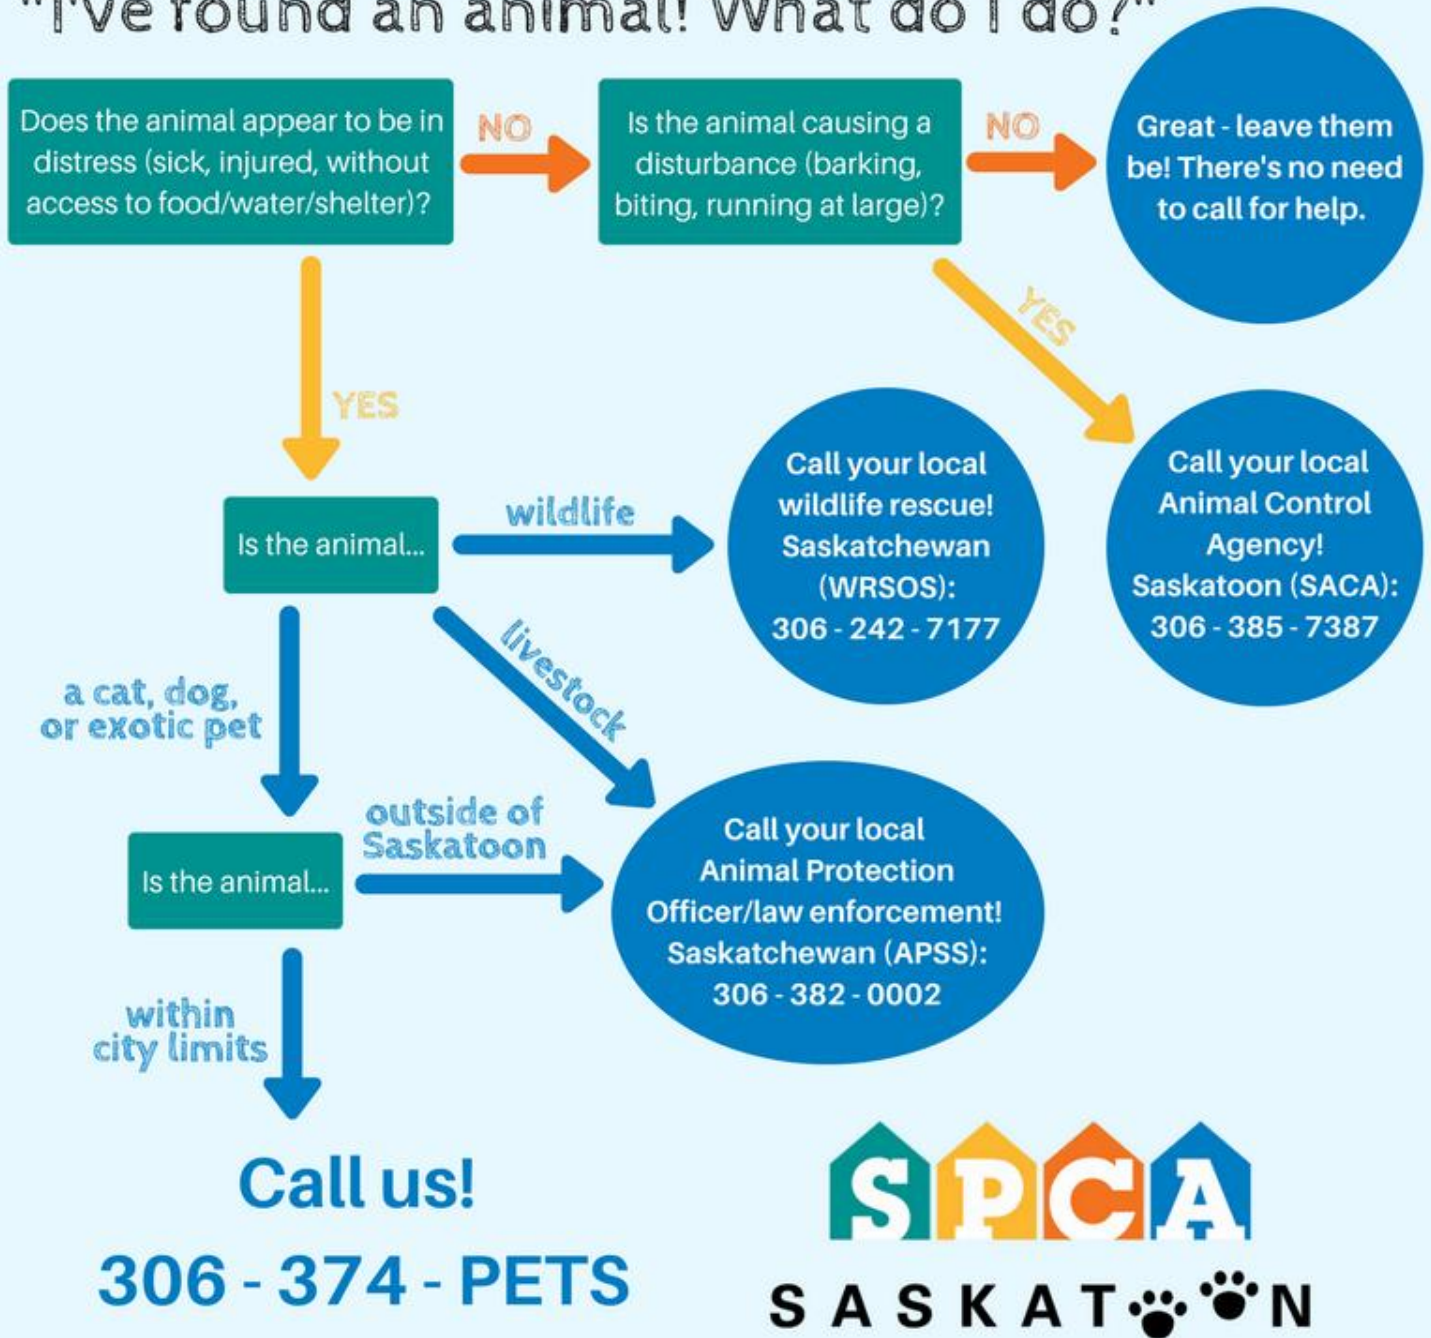 "I've found an animal! What do I do?"
Does the animal appear to be in
distress (sick, injured, without
access to food/water/shelter)?
NO
Is the animal causing a
disturbance (barking,
biting, running at large)?
NO
Great - leave them
be! There's no need
to call for help.
YES
YES
Is the animal...
wildlife
Call your local
wildlife rescue!
Saskatchewan
(WRSOS):
306 - 242 - 7177
Call your local
Animal Control
Agency!
Saskatoon (SACA):
306 - 385 - 7387
livestock
a cat, dog,
or exotic pet
Is the animal...
outside of
Saskatoon
Call your local
Animal Protection
Officer/law enforcement!
Saskatchewan (APSS):
306 - 382 - 0002
within
city limits
Call us!
306 - 374 - PETS
SPCA
SASKATOON